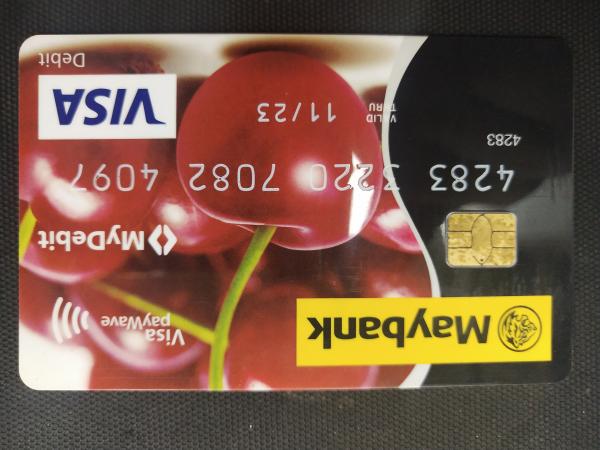 Maybank
Visa
payWave
MyDebit
4283 3220 7082 4097
4283
VALID
THRU
11/23
VISA
Debit